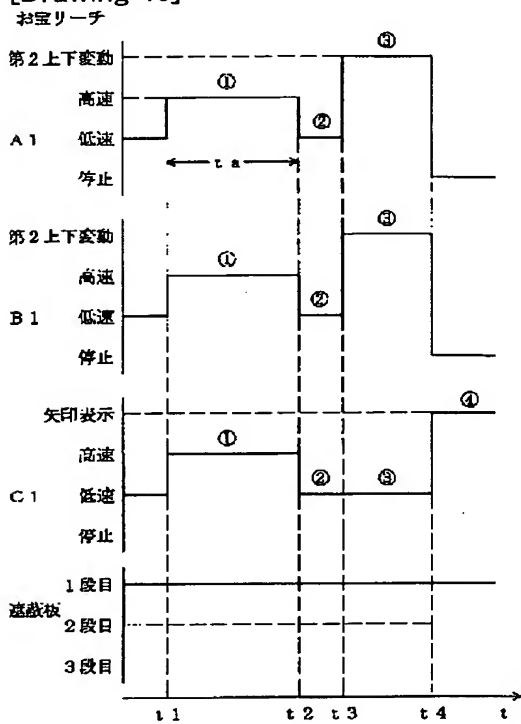 お宝リーチ
第2上下変動
③
高速
①
A1
低速
②
ta
停止
第2上下変動
③
高速
①
B1
低速
②
停止
矢印表示
④
高速
①
C1
低速
②
③
停止
1段目
遮蔽板
2段目
3段目
t1
t2
t3
t4
t